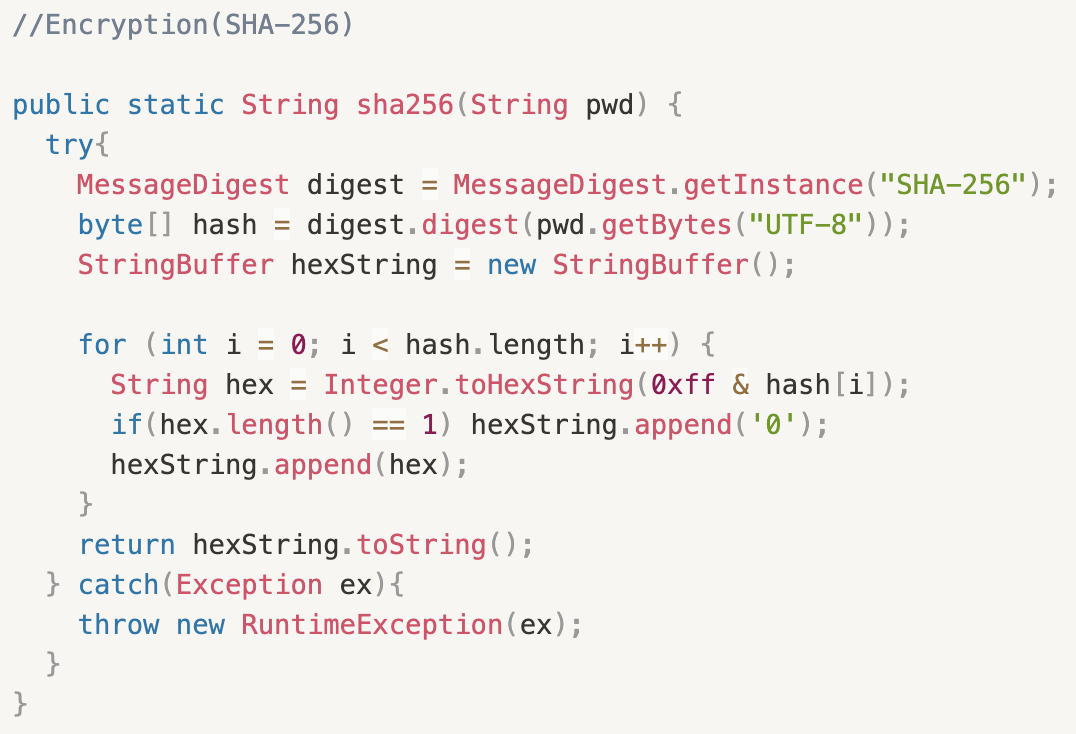 //Encryption(SHA-256)

public static String sha256(String pwd) {
  try{
    MessageDigest digest = MessageDigest.getInstance("SHA-256");
    byte[] hash = digest.digest(pwd.getBytes("UTF-8"));
    StringBuffer hexString = new StringBuffer();

    for (int i = 0; i < hash.length; i++) {
      String hex = Integer.toHexString(0xff & hash[i]);
      if(hex.length() == 1) hexString.append('0');
      hexString.append(hex);
    }
    return hexString.toString();
  } catch(Exception ex){
    throw new RuntimeException(ex);
  }
}